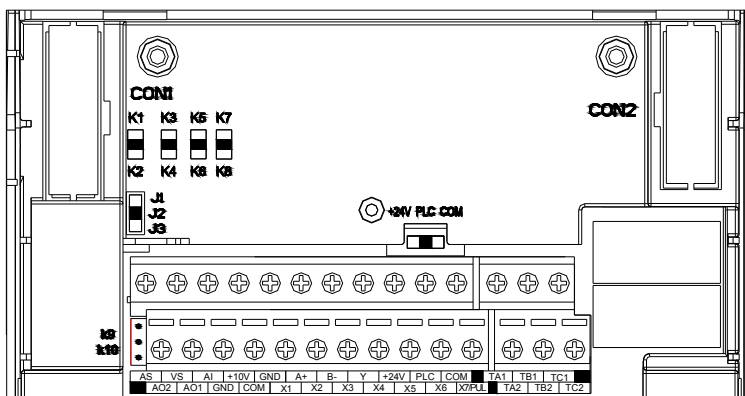 CON1
CON2
K1 K3 K5 K7
K2 K4 K6 K8
J1
J2
J3
+24V PLC COM
k9
k10
AS VS AI +10V GND A+ B- Y +24V PLC COM TA1 TB1 TC1
AO2 AO1 GND COM X1 X2 X3 X4 X5 X6 X7/PUL TA2 TB2 TC2